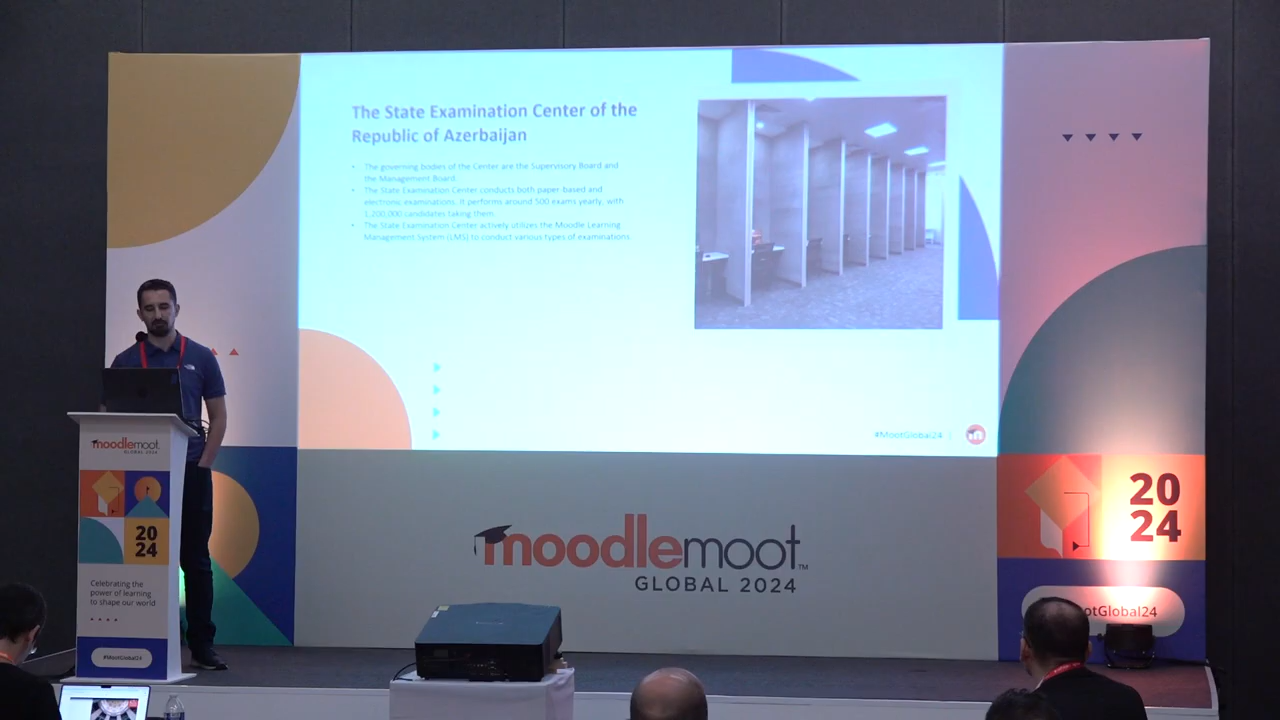 The State Examination Center of the
Republic of Azerbaijan
• The governing bodies of the Center are the Supervisory Board and
the Management Board.
• The State Examination Center conducts both paper-based and
electronic examinations. It performs around 500 exams yearly, with
1,200,000 candidates taking them.
• The State Examination Center actively utilizes the Moodle Learning
Management System (LMS) to conduct various types of examinations.
#MootGlobal24
moodlemoot™
GLOBAL 2024
20
24
otGlobal24
moodlemoot
GLOBAL 2024
20
24
Celebrating the
power of learning
to shape our world
#MootGlobal24